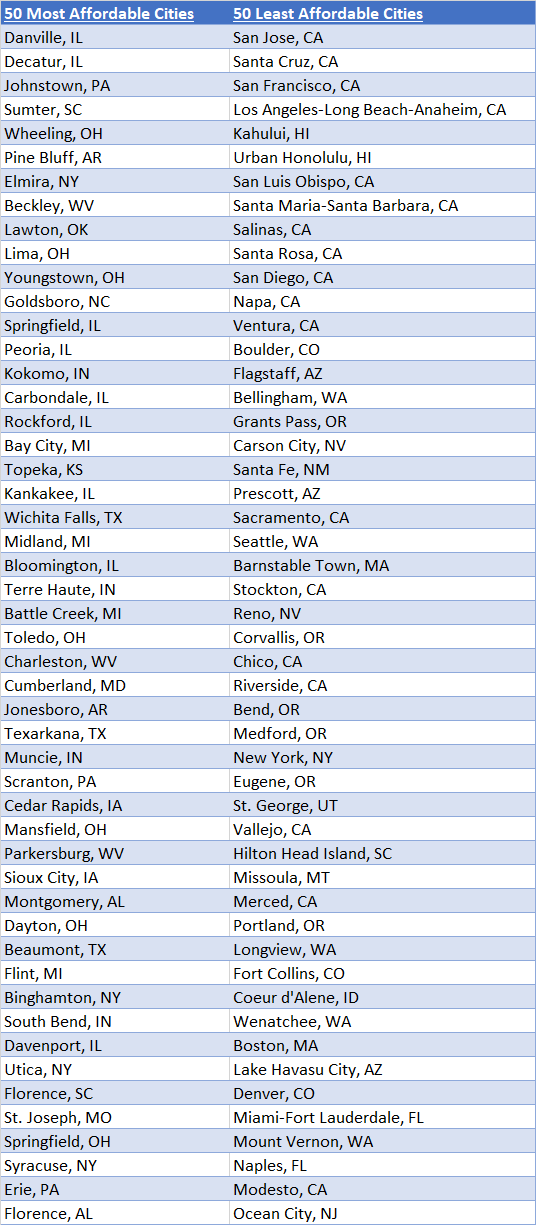 50 Most Affordable Cities 50 Least Affordable Cities
Danville, IL San Jose, CA
Decatur, IL Santa Cruz, CA
Johnstown, PA San Francisco, CA
Sumter, SC Los Angeles-Long Beach-Anaheim, CA
Wheeling, OH Kahului, HI
Pine Bluff, AR Urban Honolulu, HI
Elmira, NY San Luis Obispo, CA
Beckley, WV Santa Maria-Santa Barbara, CA
Lawton, OK Salinas, CA
Lima, OH Santa Rosa, CA
Youngstown, OH San Diego, CA
Goldsboro, NC Napa, CA
Springfield, IL Ventura, CA
Peoria, IL Boulder, CO
Kokomo, IN Flagstaff, AZ
Carbondale, IL Bellingham, WA
Rockford, IL Grants Pass, OR
Bay City, MI Carson City, NV
Topeka, KS Santa Fe, NM
Kankakee, IL Prescott, AZ
Wichita Falls, TX Sacramento, CA
Midland, MI Seattle, WA
Bloomington, IL Barnstable Town, MA
Terre Haute, IN Stockton, CA
Battle Creek, MI Reno, NV
Toledo, OH Corvallis, OR
Charleston, WV Chico, CA
Cumberland, MD Riverside, CA
Jonesboro, AR Bend, OR
Texarkana, TX Medford, OR
Muncie, IN New York, NY
Scranton, PA Eugene, OR
Cedar Rapids, IA St. George, UT
Mansfield, OH Vallejo, CA
Parkersburg, WV Hilton Head Island, SC
Sioux City, IA Missoula, MT
Montgomery, AL Merced, CA
Dayton, OH Portland, OR
Beaumont, TX Longview, WA
Flint, MI Fort Collins, CO
Binghamton, NY Coeur d'Alene, ID
South Bend, IN Wenatchee, WA
Davenport, IL Boston, MA
Utica, NY Lake Havasu City, AZ
Florence, SC Denver, CO
St. Joseph, MO Miami-Fort Lauderdale, FL
Springfield, OH Mount Vernon, WA
Syracuse, NY Naples, FL
Erie, PA Modesto, CA
Florence, AL Ocean City, NJ